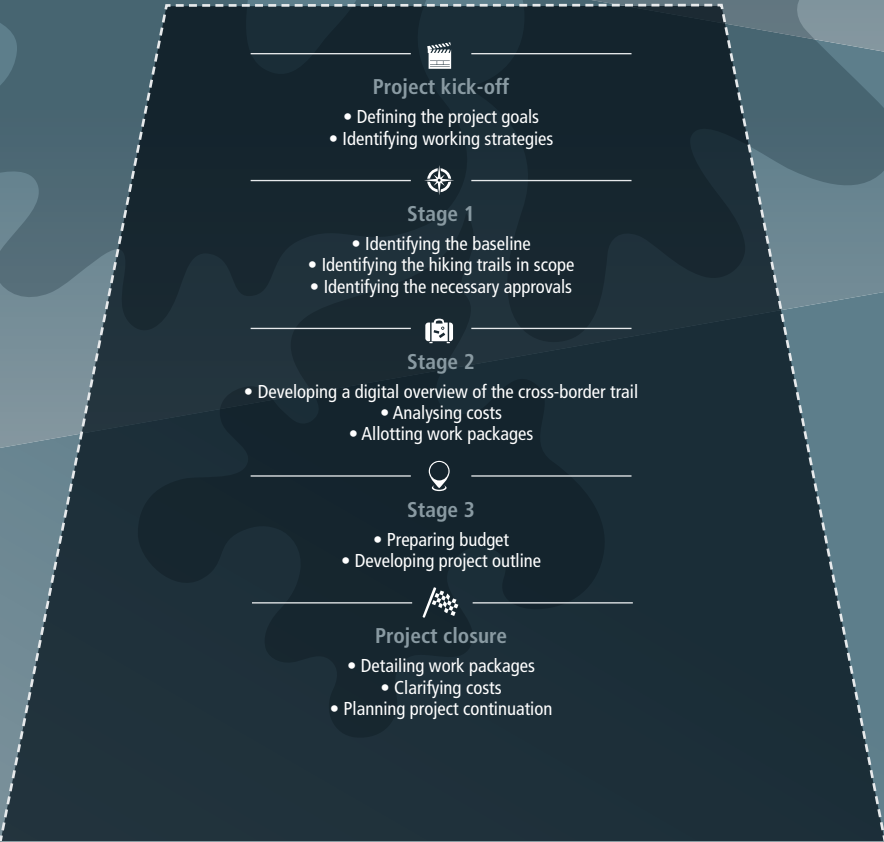 Project kick-off
• Defining the project goals
• Identifying working strategies
Stage 1
• Identifying the baseline
• Identifying the hiking trails in scope
• Identifying the necessary approvals
Stage 2
• Developing a digital overview of the cross-border trail
• Analysing costs
• Allotting work packages
Stage 3
• Preparing budget
• Developing project outline
Project closure
• Detailing work packages
• Clarifying costs
• Planning project continuation